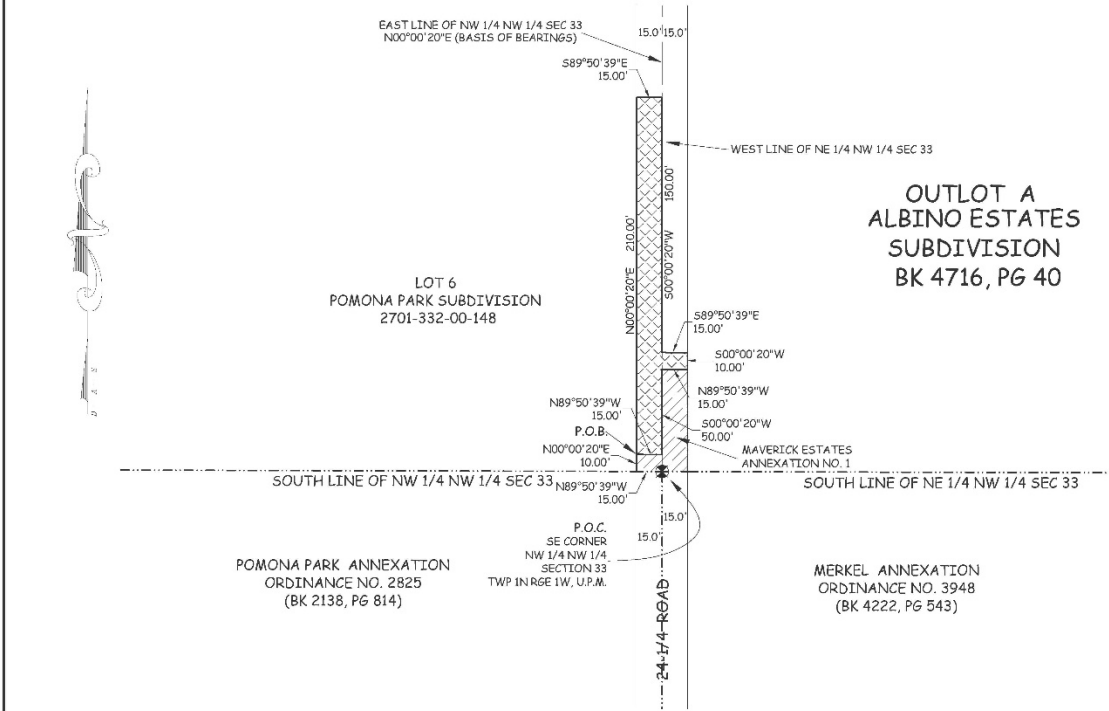 EAST LINE OF NW 1/4 NW 1/4 SEC 33
N00°00'20"E (BASIS OF BEARINGS)
15.0'
15.0'
S89°50'39"E
15.00'
WEST LINE OF NE 1/4 NW 1/4 SEC 33
OUTLOT A
ALBINO ESTATES
SUBDIVISION
BK 4716, PG 40
LOT 6
POMONA PARK SUBDIVISION
2701-332-00-148
N00°00'20"E 210.00'
S00°00'20"W 150.00'
S89°50'39"E
15.00'
S00°00'20"W
10.00'
N89°50'39"W
15.00'
S00°00'20"W
50.00'
N89°50'39"W
15.00'
P.O.B.
N00°00'20"E
10.00'
MAVERICK ESTATES
ANNEXATION NO. 1
SOUTH LINE OF NW 1/4 NW 1/4 SEC 33
N89°50'39"W
15.00'
SOUTH LINE OF NE 1/4 NW 1/4 SEC 33
15.0'
15.0'
P.O.C.
SE CORNER
NW 1/4 NW 1/4
SECTION 33
TWP 1N RGE 1W, U.P.M.
POMONA PARK ANNEXATION
ORDINANCE NO. 2825
(BK 2138, PG 814)
24-1/4 ROAD
MERKEL ANNEXATION
ORDINANCE NO. 3948
(BK 4222, PG 543)